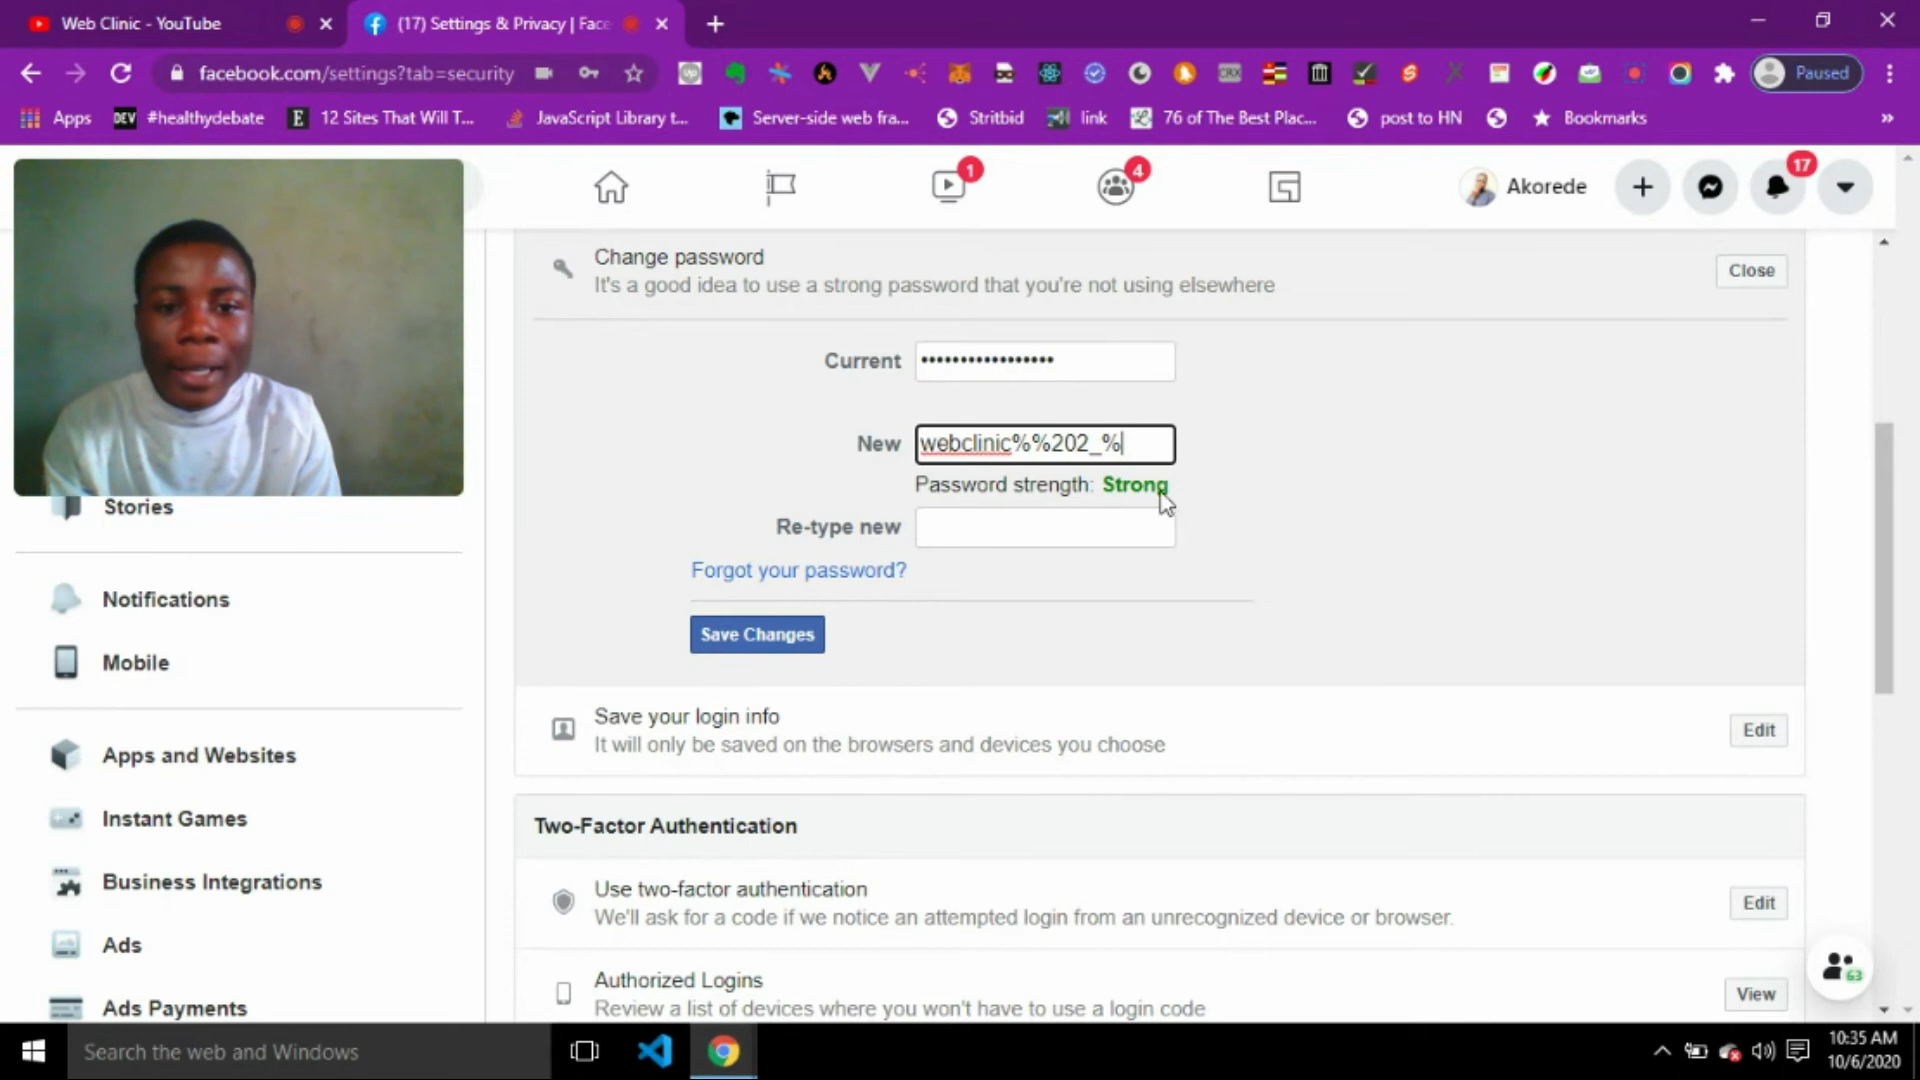 Web Clinic - YouTube
(17) Settings & Privacy | Face
facebook.com/settings?tab=security
Paused
Apps
DEV #healthydebate
E 12 Sites That Will T...
JavaScript Library t...
Server-side web fra...
Stritbid
link
76 of The Best Plac...
post to HN
Bookmarks
»
1
4
Akorede
17
Change password
It's a good idea to use a strong password that you're not using elsewhere
Close
Current •••••••••••••••••
New webclinic%%202_%
Password strength: Strong
Re-type new
Forgot your password?
Save Changes
Save your login info
It will only be saved on the browsers and devices you choose
Edit
Two-Factor Authentication
Use two-factor authentication
We'll ask for a code if we notice an attempted login from an unrecognized device or browser.
Edit
Authorized Logins
Review a list of devices where you won't have to use a login code
View
Stories
Notifications
Mobile
Apps and Websites
Instant Games
Business Integrations
Ads
Ads Payments
63
Search the web and Windows
10:35 AM
10/6/2020